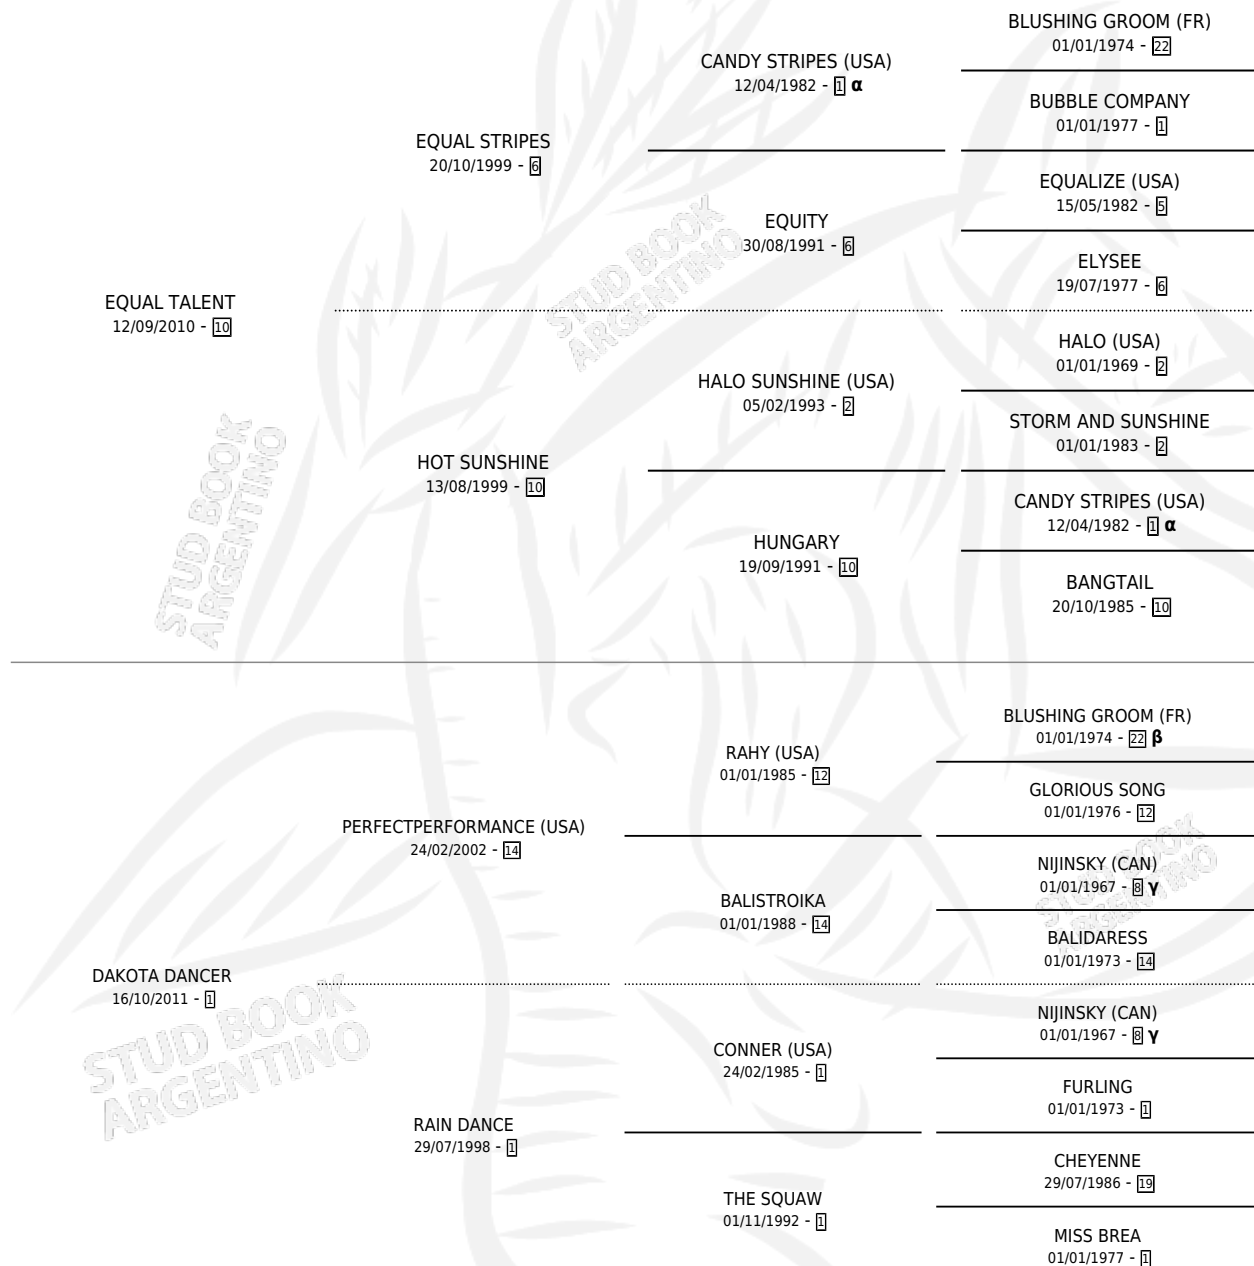 BLUSHING GROOM (FR)
01/01/1974 - 22
CANDY STRIPES (USA)
12/04/1982 - 1 α
BUBBLE COMPANY
01/01/1977 - 1
EQUAL STRIPES
20/10/1999 - 6
EQUALIZE (USA)
15/05/1982 - 5
EQUITY
30/08/1991 - 6
ELYSEE
19/07/1977 - 6
EQUAL TALENT
12/09/2010 - 10
HALO (USA)
01/01/1969 - 2
HALO SUNSHINE (USA)
05/02/1993 - 2
STORM AND SUNSHINE
01/01/1983 - 2
HOT SUNSHINE
13/08/1999 - 10
CANDY STRIPES (USA)
12/04/1982 - 1 α
HUNGARY
19/09/1991 - 10
BANGTAIL
20/10/1985 - 10
BLUSHING GROOM (FR)
01/01/1974 - 22 β
RAHY (USA)
01/01/1985 - 12
GLORIOUS SONG
01/01/1976 - 12
PERFECTPERFORMANCE (USA)
24/02/2002 - 14
NIJINSKY (CAN)
01/01/1967 - 8 γ
BALISTROIKA
01/01/1988 - 14
BALIDARESS
01/01/1973 - 14
DAKOTA DANCER
16/10/2011 - 1
NIJINSKY (CAN)
01/01/1967 - 8 γ
CONNER (USA)
24/02/1985 - 1
FURLING
01/01/1973 - 1
RAIN DANCE
29/07/1998 - 1
CHEYENNE
29/07/1986 - 19
THE SQUAW
01/11/1992 - 1
MISS BREA
01/01/1977 - 1
STUD BOOK
ARGENTINO
STUD BOOK
ARGENTINO
STUD BOOK
ARGENTINO
STUD BOOK
ARGENTINO